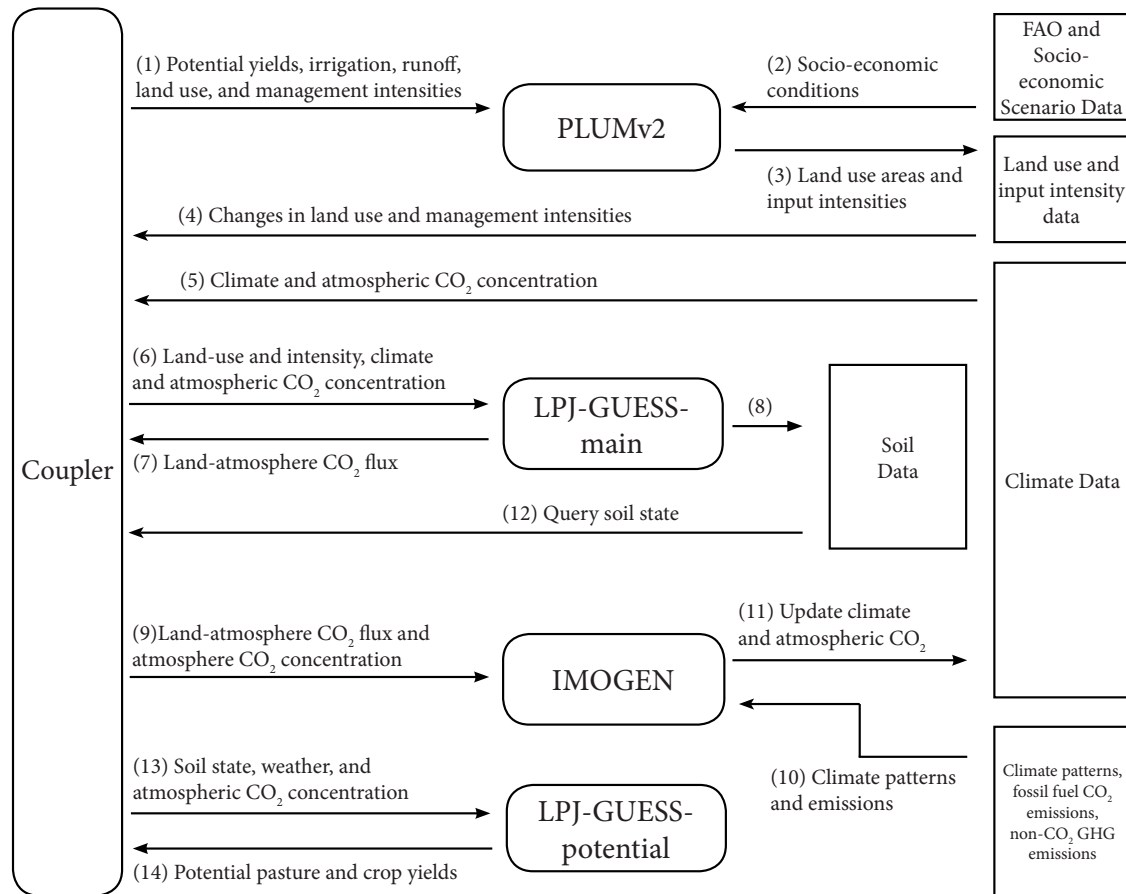 FAO and
Socio-
economic
Scenario Data
(1) Potential yields, irrigation, runoff,
land use, and management intensities
(2) Socio-economic
conditions
PLUMv2
(3) Land use areas and
input intensities
Land use and
input intensity
data
(4) Changes in land use and management intensities
(5) Climate and atmospheric CO₂ concentration
(6) Land-use and intensity, climate
and atmospheric CO₂ concentration
LPJ-GUESS-
main
(8)
(7) Land-atmosphere CO₂ flux
Coupler
Soil
Data
Climate Data
(12) Query soil state
(9)Land-atmosphere CO₂ flux and
atmosphere CO₂ concentration
IMOGEN
(11) Update climate
and atmospheric CO₂
(10) Climate patterns
and emissions
Climate patterns,
fossil fuel CO₂
emissions,
non-CO₂ GHG
emissions
(13) Soil state, weather, and
atmospheric CO₂ concentration
LPJ-GUESS-
potential
(14) Potential pasture and crop yields